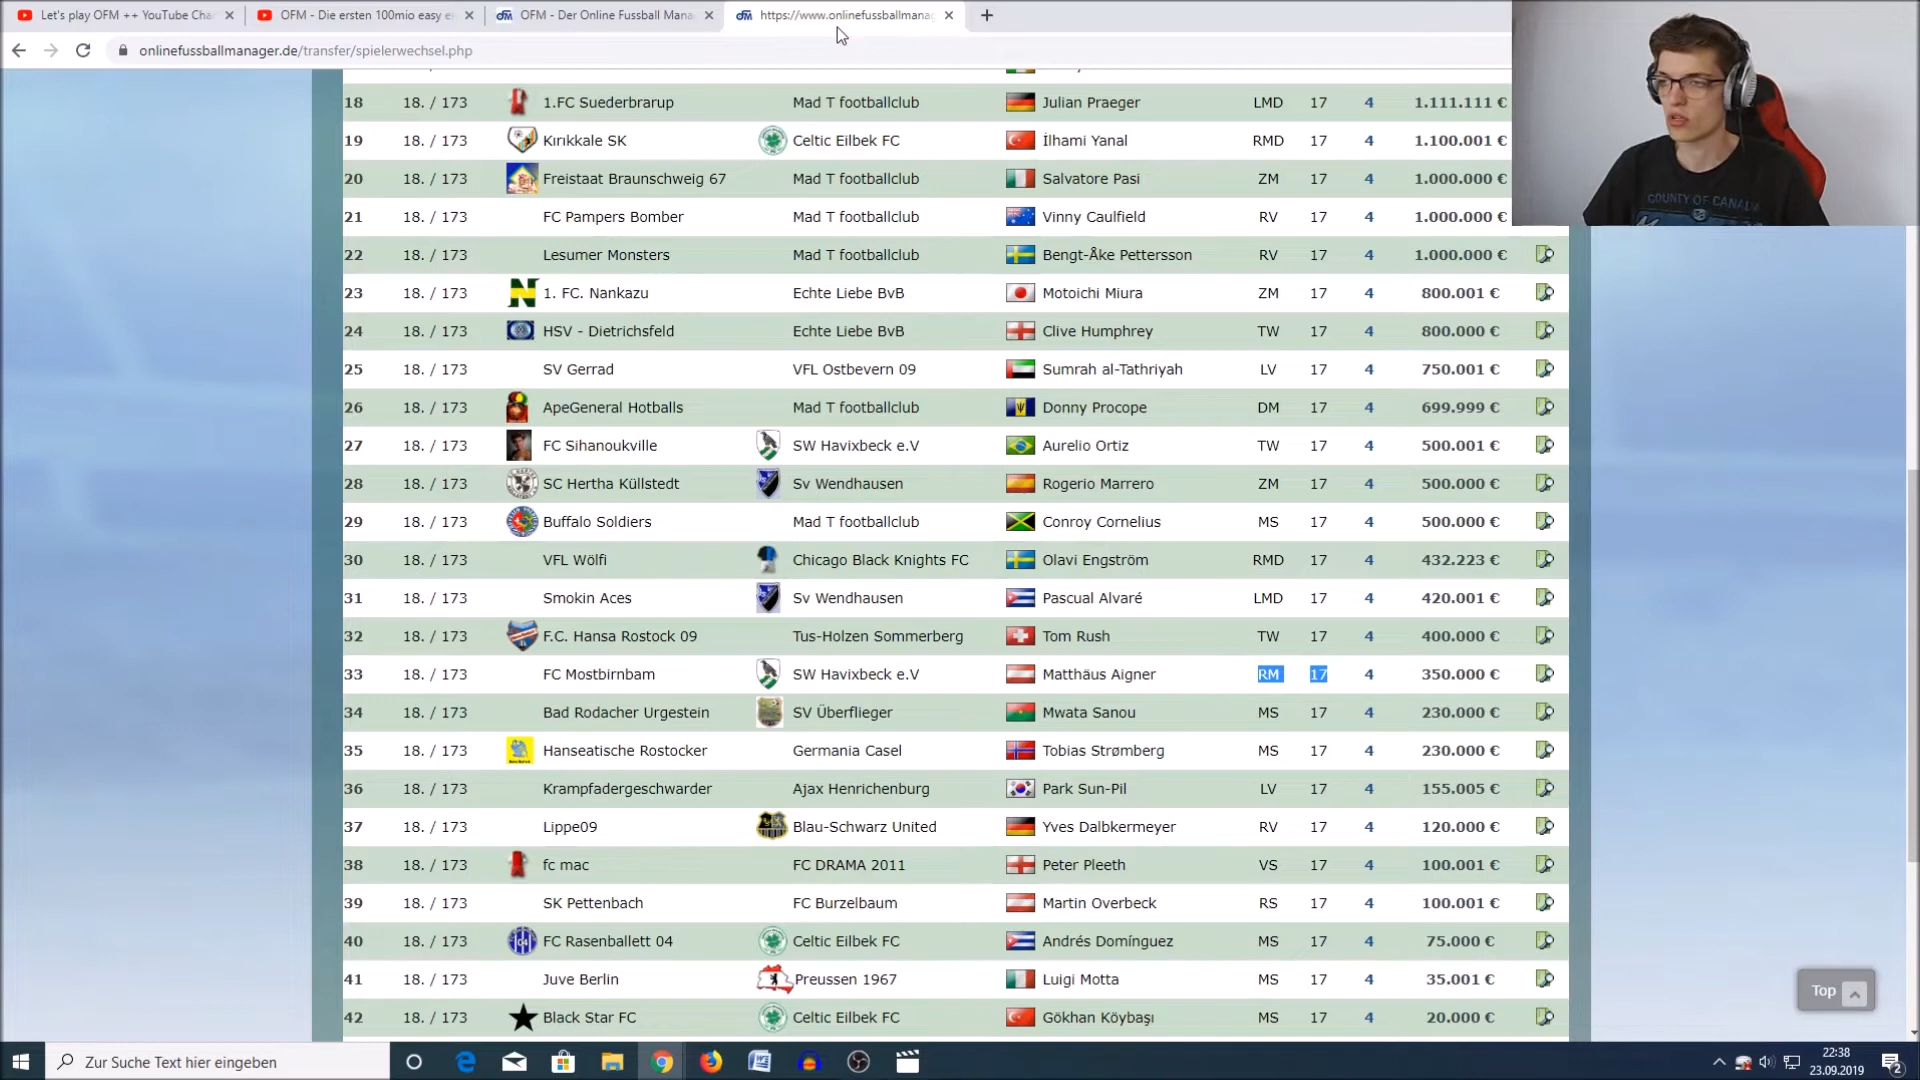 Let's play OFM ++ YouTube Cha
OFM - Die ersten 100mio easy e
OFM - Der Online Fussball Mana
https://www.onlinefussballmanag
onlinefussballmanager.de/transfer/spielerwechsel.php
18 18. / 173 1.FC Suederbrarup Mad T footballclub Julian Praeger LMD 17 4 1.111.111 €
19 18. / 173 Kırıkkale SK Celtic Eilbek FC İlhami Yanal RMD 17 4 1.100.001 €
20 18. / 173 Freistaat Braunschweig 67 Mad T footballclub Salvatore Pasi ZM 17 4 1.000.000 €
21 18. / 173 FC Pampers Bomber Mad T footballclub Vinny Caulfield RV 17 4 1.000.000 €
22 18. / 173 Lesumer Monsters Mad T footballclub Bengt-Åke Pettersson RV 17 4 1.000.000 €
23 18. / 173 1. FC. Nankazu Echte Liebe BvB Motoichi Miura ZM 17 4 800.001 €
24 18. / 173 HSV - Dietrichsfeld Echte Liebe BvB Clive Humphrey TW 17 4 800.000 €
25 18. / 173 SV Gerrad VFL Ostbevern 09 Sumrah al-Tathriyah LV 17 4 750.001 €
26 18. / 173 ApeGeneral Hotballs Mad T footballclub Donny Procope DM 17 4 699.999 €
27 18. / 173 FC Sihanoukville SW Havixbeck e.V Aurelio Ortiz TW 17 4 500.001 €
28 18. / 173 SC Hertha Küllstedt Sv Wendhausen Rogerio Marrero ZM 17 4 500.000 €
29 18. / 173 Buffalo Soldiers Mad T footballclub Conroy Cornelius MS 17 4 500.000 €
30 18. / 173 VFL Wölfi Chicago Black Knights FC Olavi Engström RMD 17 4 432.223 €
31 18. / 173 Smokin Aces Sv Wendhausen Pascual Alvaré LMD 17 4 420.001 €
32 18. / 173 F.C. Hansa Rostock 09 Tus-Holzen Sommerberg Tom Rush TW 17 4 400.000 €
33 18. / 173 FC Mostbirnbam SW Havixbeck e.V Matthäus Aigner RM 17 4 350.000 €
34 18. / 173 Bad Rodacher Urgestein SV Überflieger Mwata Sanou MS 17 4 230.000 €
35 18. / 173 Hanseatische Rostocker Germania Casel Tobias Strømberg MS 17 4 230.000 €
36 18. / 173 Krampfadergeschwarder Ajax Henrichenburg Park Sun-Pil LV 17 4 155.005 €
37 18. / 173 Lippe09 Blau-Schwarz United Yves Dalbkermeyer RV 17 4 120.000 €
38 18. / 173 fc mac FC DRAMA 2011 Peter Pleeth VS 17 4 100.001 €
39 18. / 173 SK Pettenbach FC Burzelbaum Martin Overbeck RS 17 4 100.001 €
40 18. / 173 FC Rasenballett 04 Celtic Eilbek FC Andrés Domínguez MS 17 4 75.000 €
41 18. / 173 Juve Berlin Preussen 1967 Luigi Motta MS 17 4 35.001 €
42 18. / 173 Black Star FC Celtic Eilbek FC Gökhan Köybaşı MS 17 4 20.000 €
COUNTY OF CANADA
Top
Zur Suche Text hier eingeben
22:38
23.09.2019
2